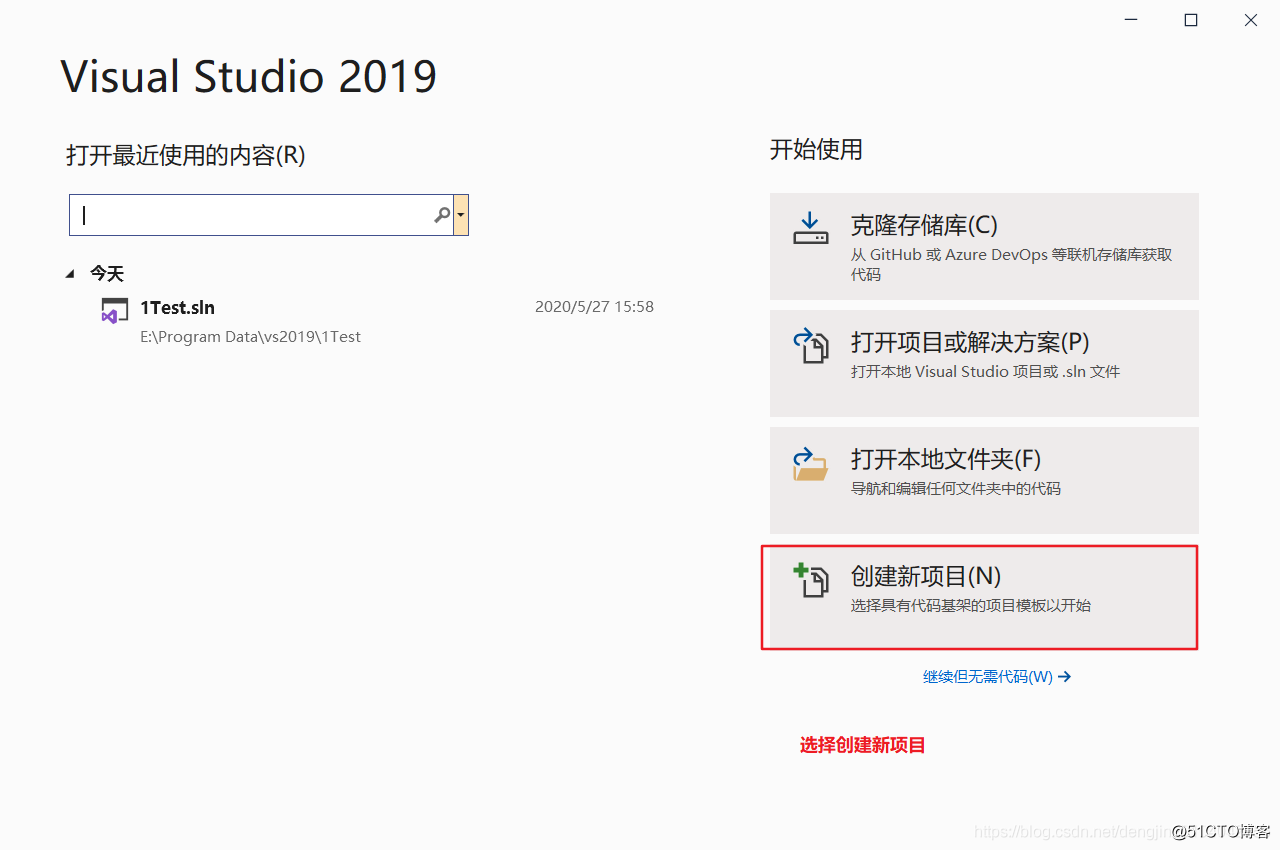 Visual Studio 2019
打开最近使用的内容(R)
今天
1Test.sln
2020/5/27 15:58
E:\Program Data\vs2019\1Test
开始使用
克隆存储库(C)
从 GitHub 或 Azure DevOps 等联机存储库获取
代码
打开项目或解决方案(P)
打开本地 Visual Studio 项目或 .sln 文件
打开本地文件夹(F)
导航和编辑任何文件夹中的代码
创建新项目(N)
选择具有代码基架的项目模板以开始
继续但无需代码(W)
选择创建新项目
@51CTO博客